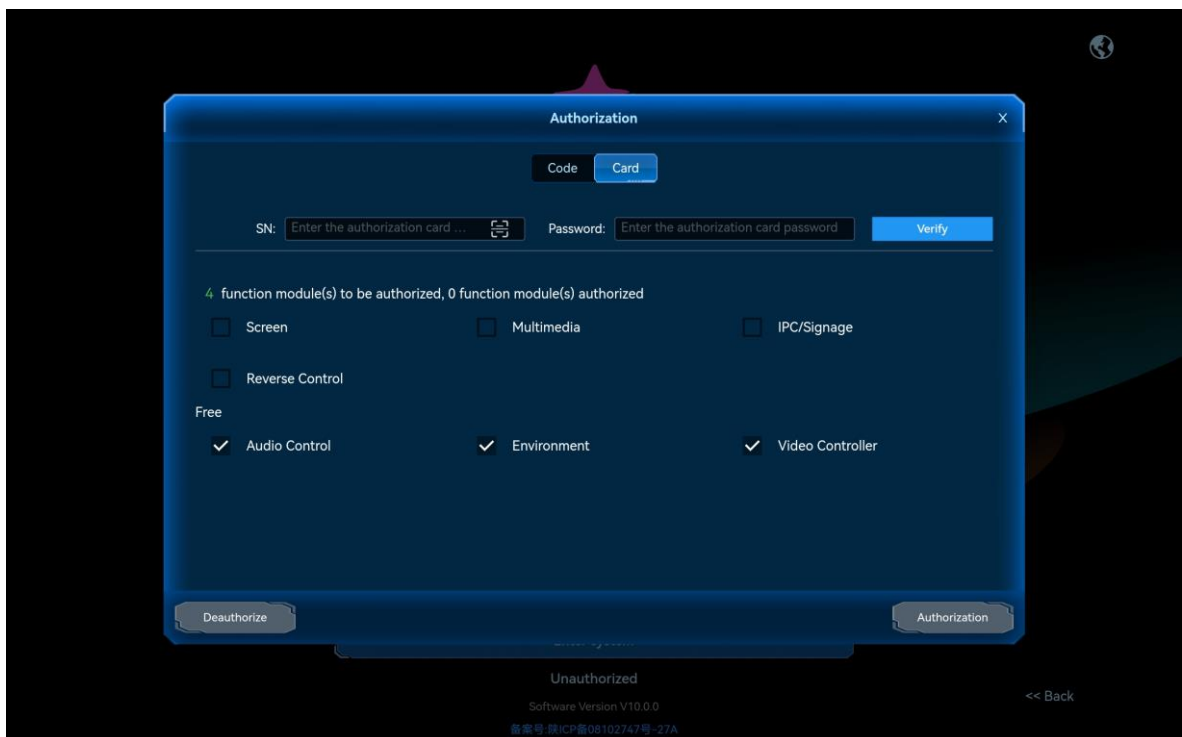 Authorization
X
Code Card
SN: Enter the authorization card ... Password: Enter the authorization card password Verify
4 function module(s) to be authorized, 0 function module(s) authorized
Screen Multimedia IPC/Signage
Reverse Control
Free
Audio Control Environment Video Controller
Deauthorize Authorization
Unauthorized
<< Back
Software Version V10.0.0
备案号:陕ICP备08102747号-27A